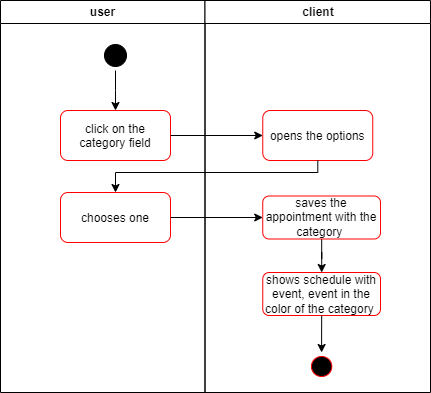 user
client
click on the
category field
opens the options
chooses one
saves the
appointment with the
category
shows schedule with
event, event in the
color of the category